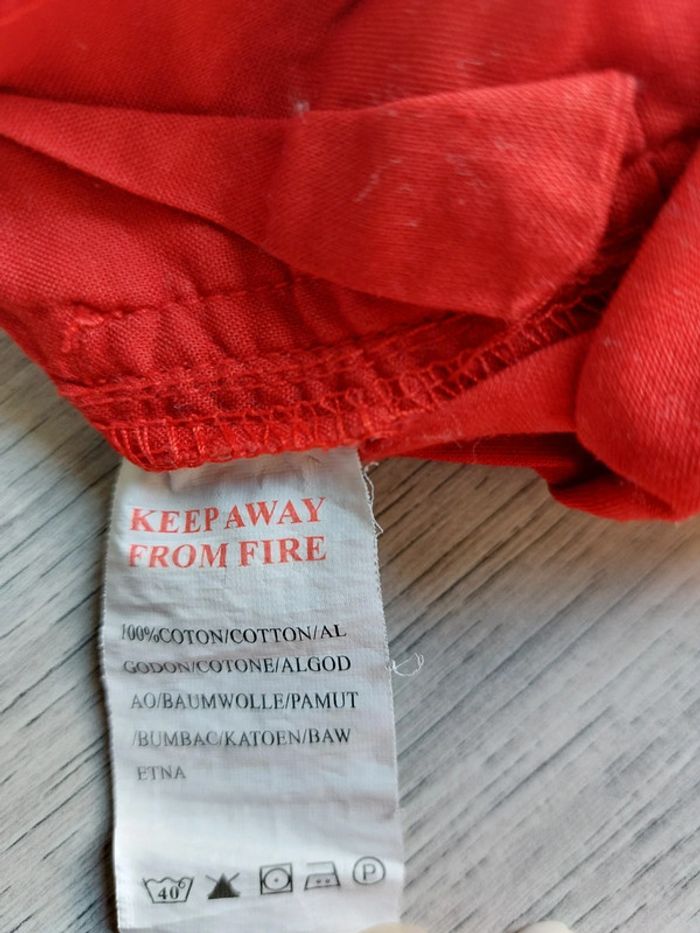 KEEP AWAY
FROM FIRE
100%COTON/COTTON/AL
GODON/COTONE/ALGOD
AO/BAUMWOLLE/PAMUT
/BUMBAC/KATOEN/BAW
ETNA
40° P